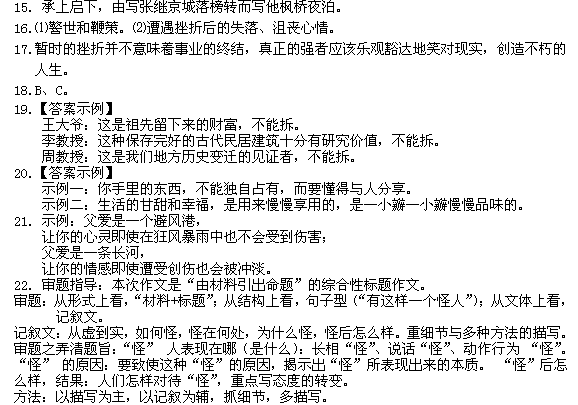 15. 承上启下，由写张继京城落榜转而写他枫桥夜泊。
16.⑴警世和鞭策。⑵遭遇挫折后的失落、沮丧心情。
17.暂时的挫折并不意味着事业的终结，真正的强者应该乐观豁达地笑对现实，创造不朽的
人生。
18.B、C。
19.【答案示例】
王大爷：这是祖先留下来的财富，不能拆。
李教授：这种保存完好的古代民居建筑十分有研究价值，不能拆。
周教授：这是我们地方历史变迁的见证者，不能拆。
20.【答案示例】
示例一：你手里的东西，不能独自占有，而要懂得与人分享。
示例二：生活的甘甜和幸福，是用来慢慢享用的，是一小瓣一小瓣慢慢品味的。
21. 示例：父爱是一个避风港，
让你的心灵即使在狂风暴雨中也不会受到伤害；
父爱是一条长河，
让你的情感即使遭受创伤也会被冲淡。
22. 审题指导：本次作文是“由材料引出命题”的综合性标题作文。
审题：从形式上看，“材料+标题”；从结构上看，句子型（“有这样一个怪人”）；从文体上看，
记叙文。
记叙文：从虚到实，如何怪，怪在何处，为什么怪，怪后怎么样。重细节与多种方法的描写。
审题之弄清题旨：“怪” 人表现在哪（是什么）：长相“怪”、说话“怪”、动作行为 “怪”。
“怪” 的原因：要致使这种“怪”的原因，揭示出“怪”所表现出来的本质。 “怪”后怎
么样，结果：人们怎样对待“怪”，重点写态度的转变。
方法：以描写为主，以记叙为辅，抓细节，多描写。